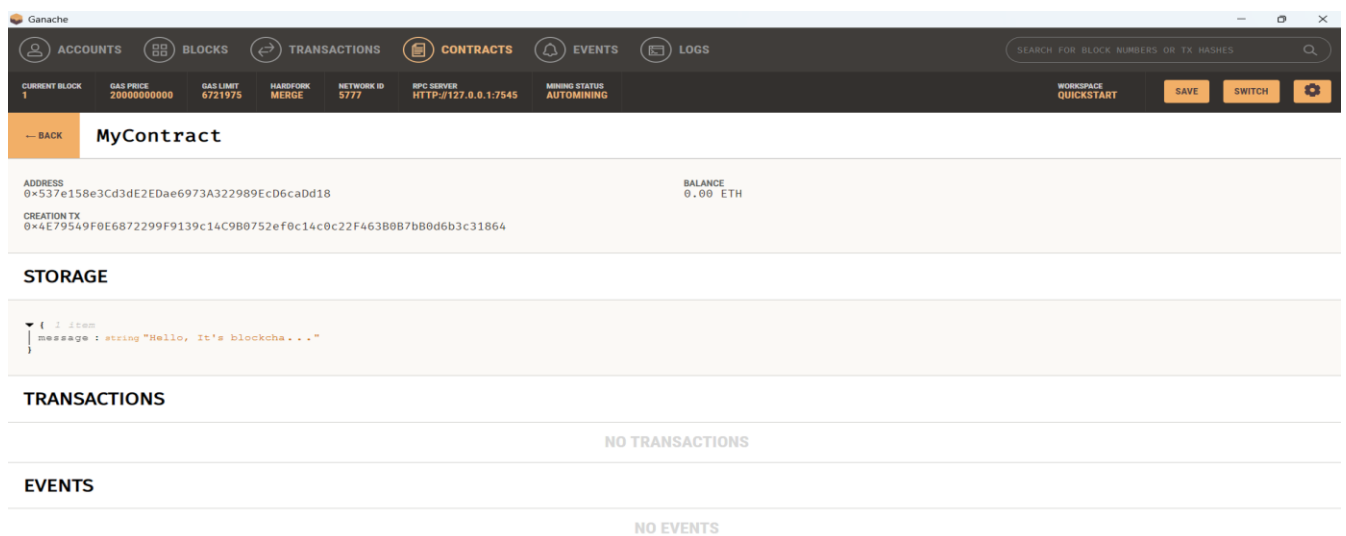 Ganache
ACCOUNTS BLOCKS TRANSACTIONS CONTRACTS EVENTS LOGS SEARCH FOR BLOCK NUMBERS OR TX HASHES
CURRENT BLOCK GAS PRICE GAS LIMIT HARDFORK NETWORK ID RPC SERVER MINING STATUS WORKSPACE
1 20000000000 6721975 MERGE 5777 HTTP://127.0.0.1:7545 AUTOMINING QUICKSTART SAVE SWITCH
← BACK MyContract
ADDRESS BALANCE
0×537e158e3Cd3dE2EDae6973A322989EcD6caDd18 0.00 ETH
CREATION TX
0×4E79549F0E6872299F9139c14C9B0752ef0c14c0c22F463B0B7bB0d6b3c31864
STORAGE
▼ { 1 item
message : string "Hello, It's blockcha..."
}
TRANSACTIONS
NO TRANSACTIONS
EVENTS
NO EVENTS